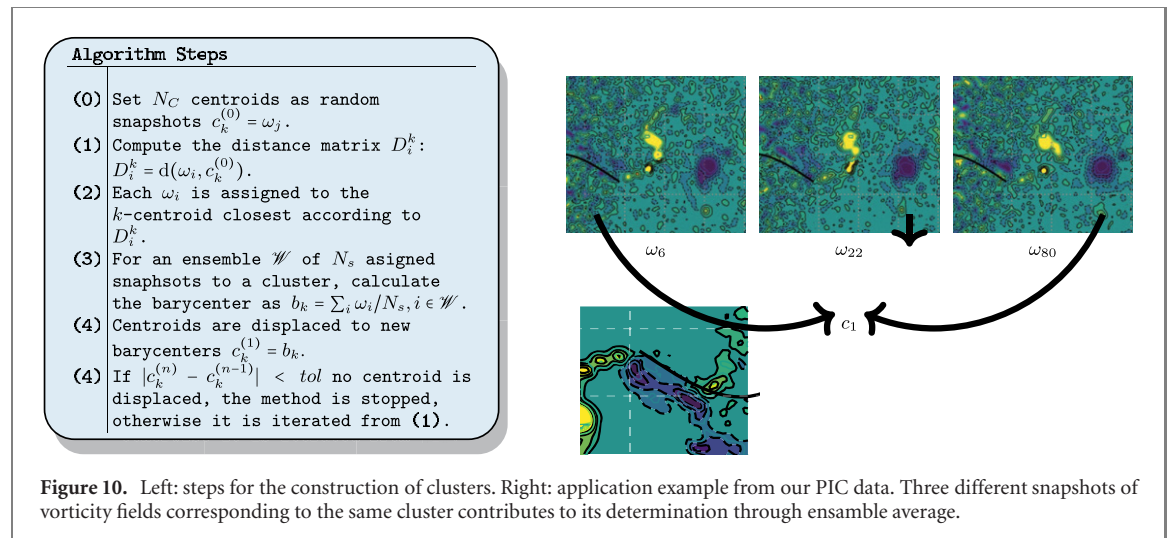 Algorithm Steps
(0) Set N_C centroids as random
snapshots c_k^{(0)} = ω_j.
(1) Compute the distance matrix D_i^k:
D_i^k = d(ω_i, c_k^{(0)}).
(2) Each ω_i is assigned to the
k-centroid closest according to
D_i^k.
(3) For an ensemble 𝒲 of N_s asigned
snaphsots to a cluster, calculate
the barycenter as b_k = ∑_i ω_i/N_s, i ∈ 𝒲.
(4) Centroids are displaced to new
barycenters c_k^{(1)} = b_k.
(4) If |c_k^{(n)} − c_k^{(n−1)}| < tol no centroid is
displaced, the method is stopped,
otherwise it is iterated from (1).
ω_6
ω_22
ω_80
c_1
Figure 10. Left: steps for the construction of clusters. Right: application example from our PIC data. Three different snapshots of
vorticity fields corresponding to the same cluster contributes to its determination through ensamble average.